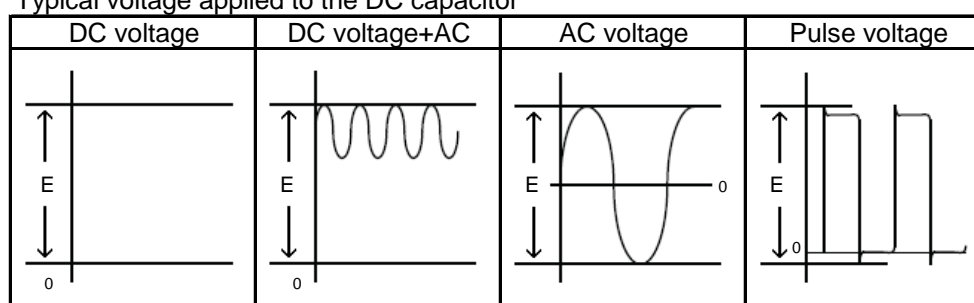 Typical voltage applied to the DC capacitor
DC voltage
DC voltage+AC
AC voltage
Pulse voltage
E
0
E
0
E
0
E
0